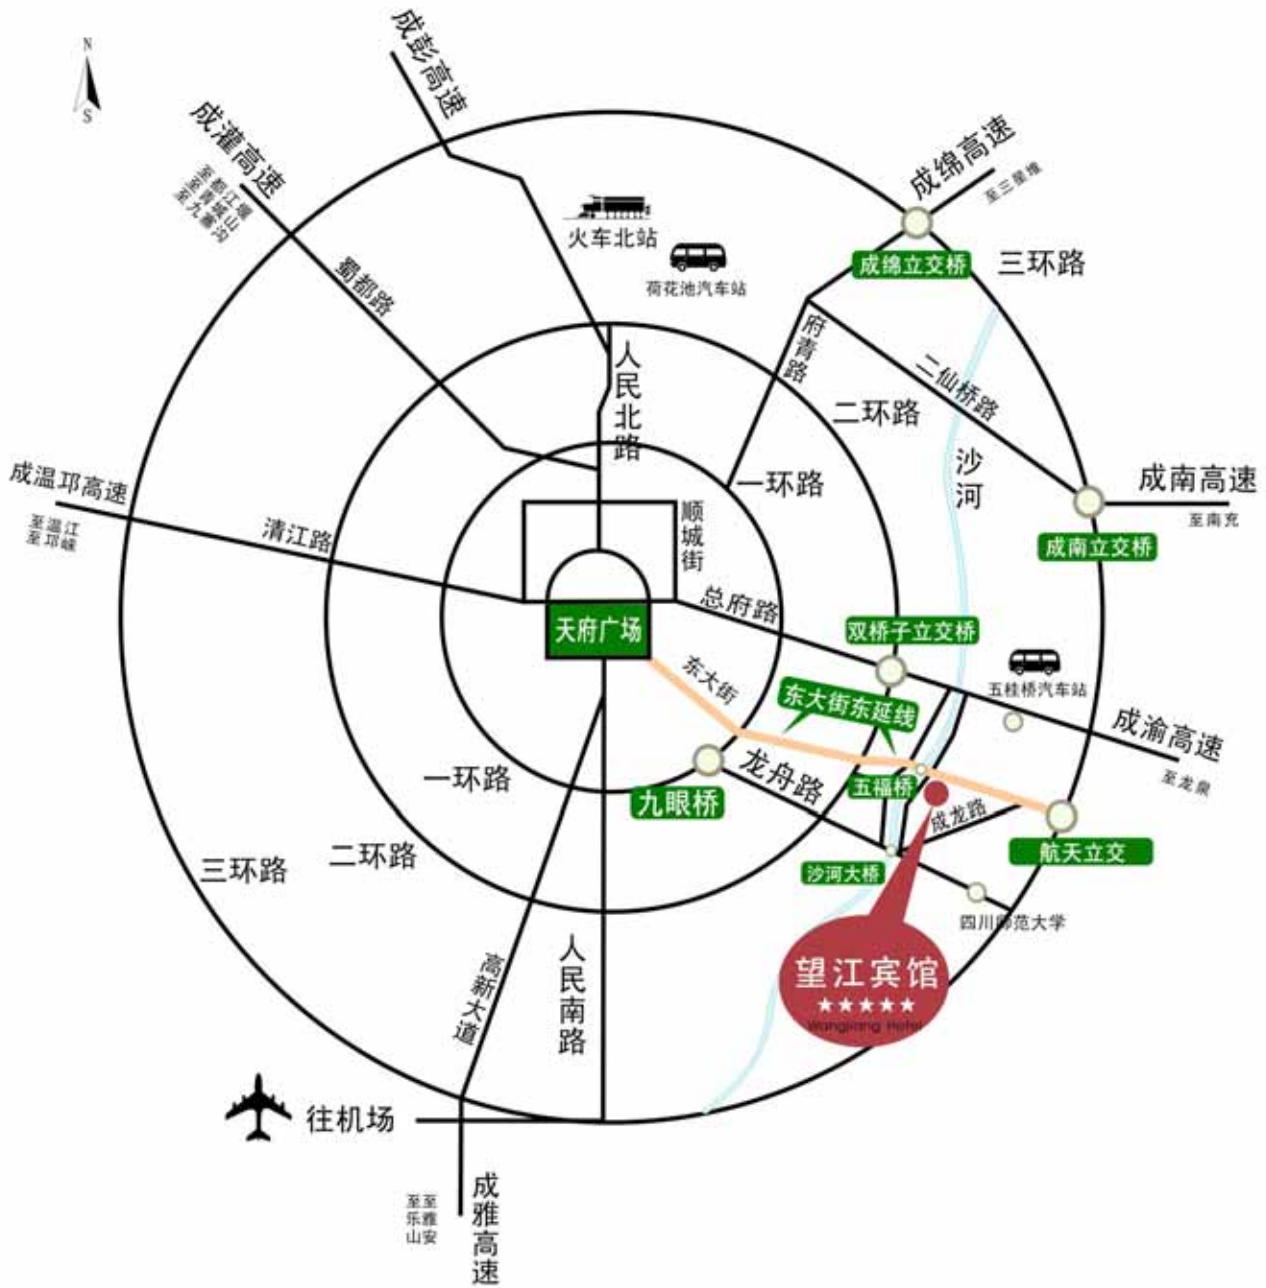 N
S
成彭高速
成灌高速
至都江堰
至青城山
至九寨沟
成绵高速
至三星堆
火车北站
荷花池汽车站
成绵立交桥
三环路
蜀都路
府青路
人民北路
二仙桥路
二环路
沙河
成温邛高速
至温江
至邛崃
清江路
一环路
成南高速
至南充
顺城街
成南立交桥
总府路
天府广场
双桥子立交桥
东大街
五桂桥汽车站
东大街东延线
成渝高速
至龙泉
一环路
龙舟路
九眼桥
五福桥
成龙路
航天立交
二环路
三环路
沙河大桥
四川师范大学
望江宾馆
★★★★★
Wangjiang Hotel
高新大道
人民南路
往机场
成雅高速
至雅安
至乐山